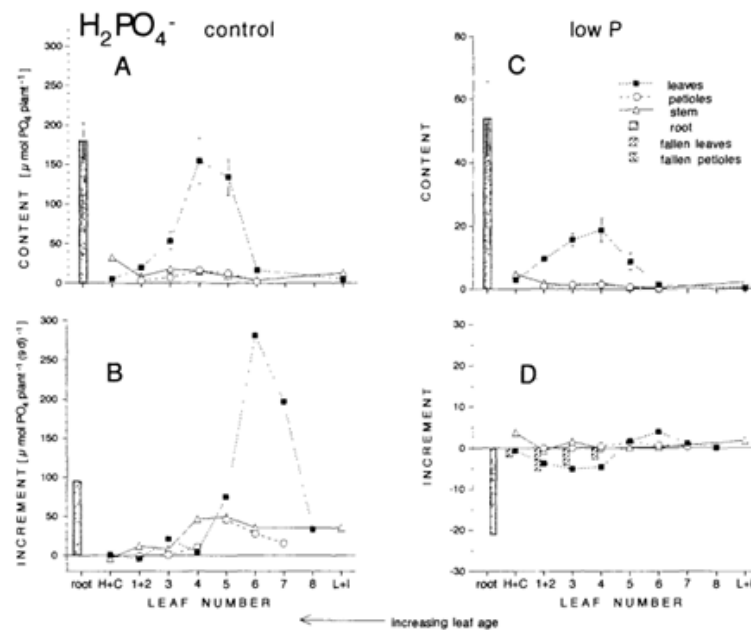 H₂PO₄⁻ control
low P
A
C
leaves
petioles
stem
root
fallen leaves
fallen petioles
CONTENT [µmol PO₄ plant⁻¹]
300
250
200
150
100
50
0
CONTENT
80
60
40
20
0
B
D
INCREMENT [µmol PO₄ plant⁻¹ (9d)⁻¹]
300
250
200
150
100
50
0
INCREMENT
30
20
10
0
-10
-20
-30
root H+C 1+2 3 4 5 6 7 8 L+I
LEAF NUMBER
root H+C 1+2 3 4 5 6 7 8 L+I
LEAF NUMBER
increasing leaf age